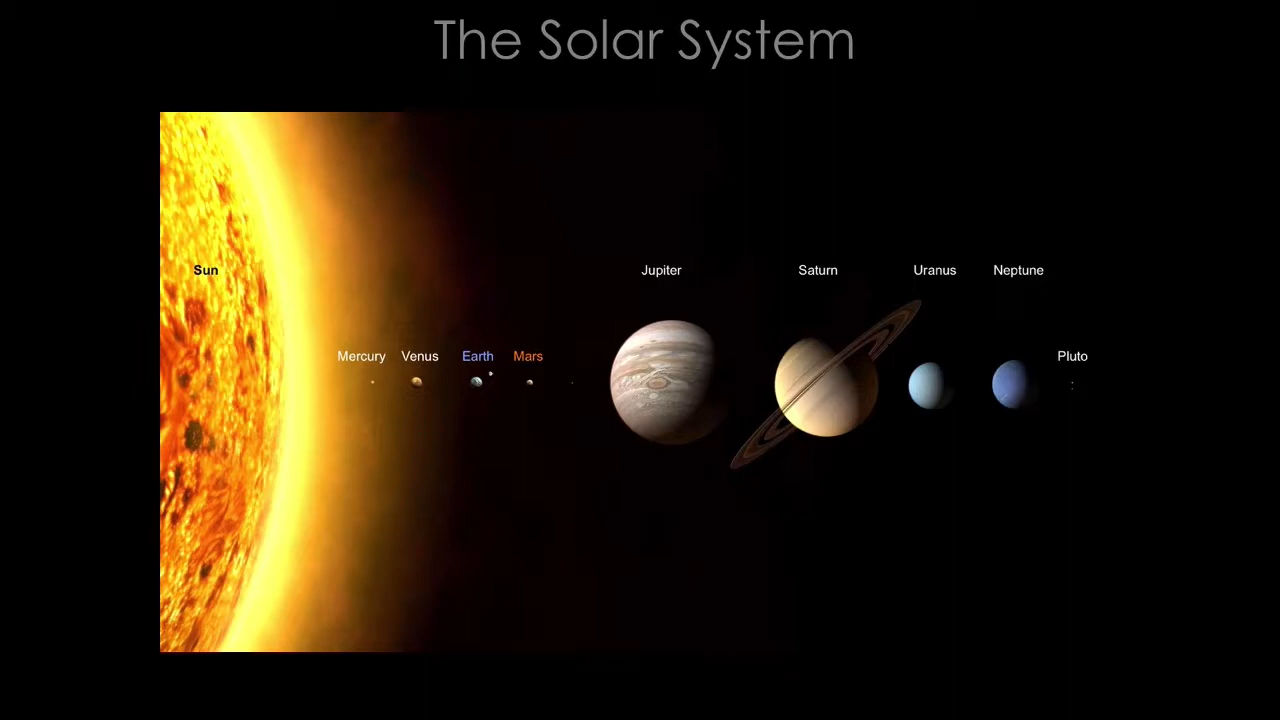 The Solar System
Sun
Jupiter
Saturn
Uranus
Neptune
Mercury
Venus
Earth
Mars
Pluto